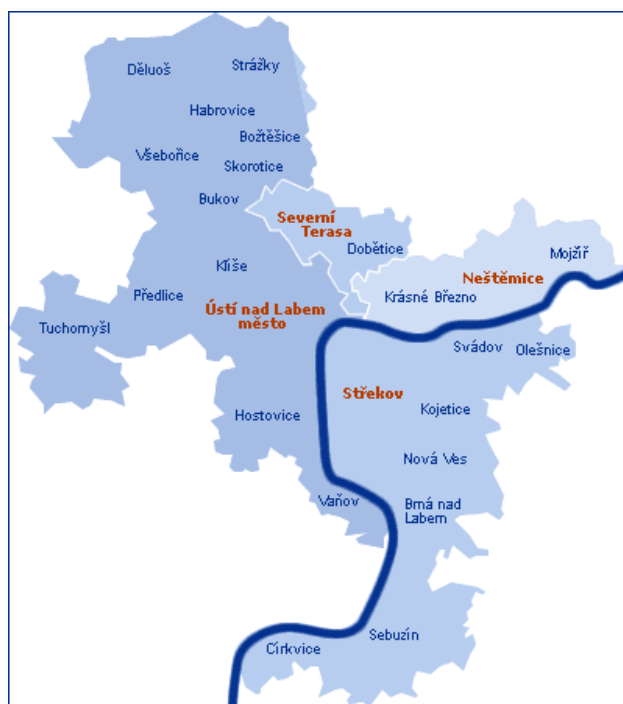 Děluoš
Strážky
Habrovice
Božtěšice
Všebořice
Skorotice
Bukov
Severní
Terasa
Dobětice
Mojžíř
Klíše
Neštěmice
Předlice
Krásné Březno
Ústí nad Labem
město
Tuchomyšl
Svádov
Olešnice
Střekov
Kojetice
Hostovice
Nová Ves
Vaňov
Brná nad
Labem
Sebuzín
Církvice